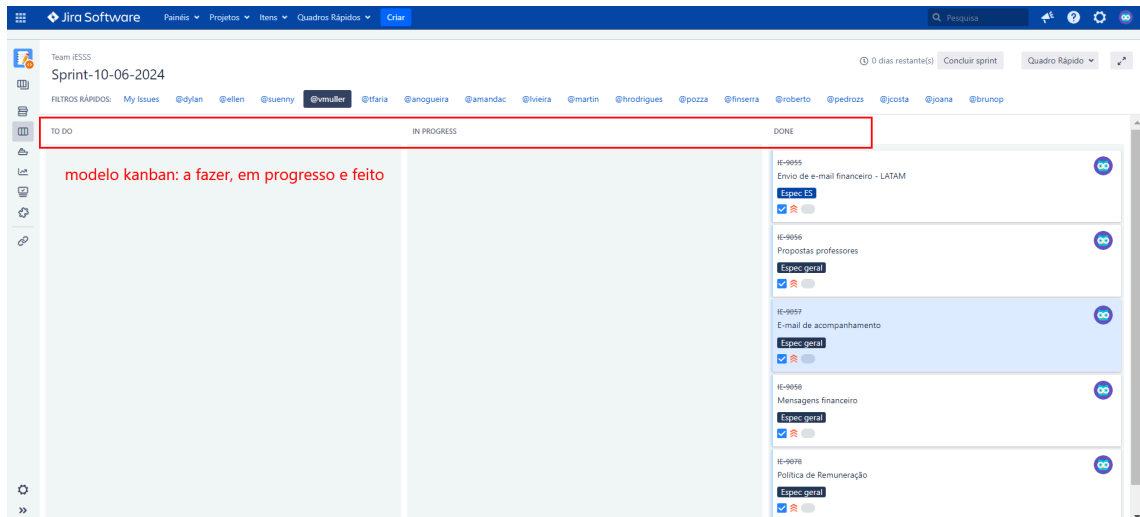 Jira Software Painéis Projetos Itens Quadros Rápidos Criar Pesquisa
Team iESSS
Sprint-10-06-2024
0 dias restante(s) Concluir sprint Quadro Rápido
FILTROS RÁPIDOS: My Issues @dylan @ellen @suenny @vmuller @tfaria @anogueira @amandac @lvieira @martin @hrodrigues @pozza @finserra @roberto @pedrozs @jcosta @joana @brunop
TO DO IN PROGRESS DONE
modelo kanban: a fazer, em progresso e feito
IE-9055
Envio de e-mail financeiro - LATAM
Espec ES
IE-9056
Propostas professores
Espec geral
IE-9057
E-mail de acompanhamento
Espec geral
IE-9058
Mensagens financeiro
Espec geral
IE-9078
Política de Remuneração
Espec geral